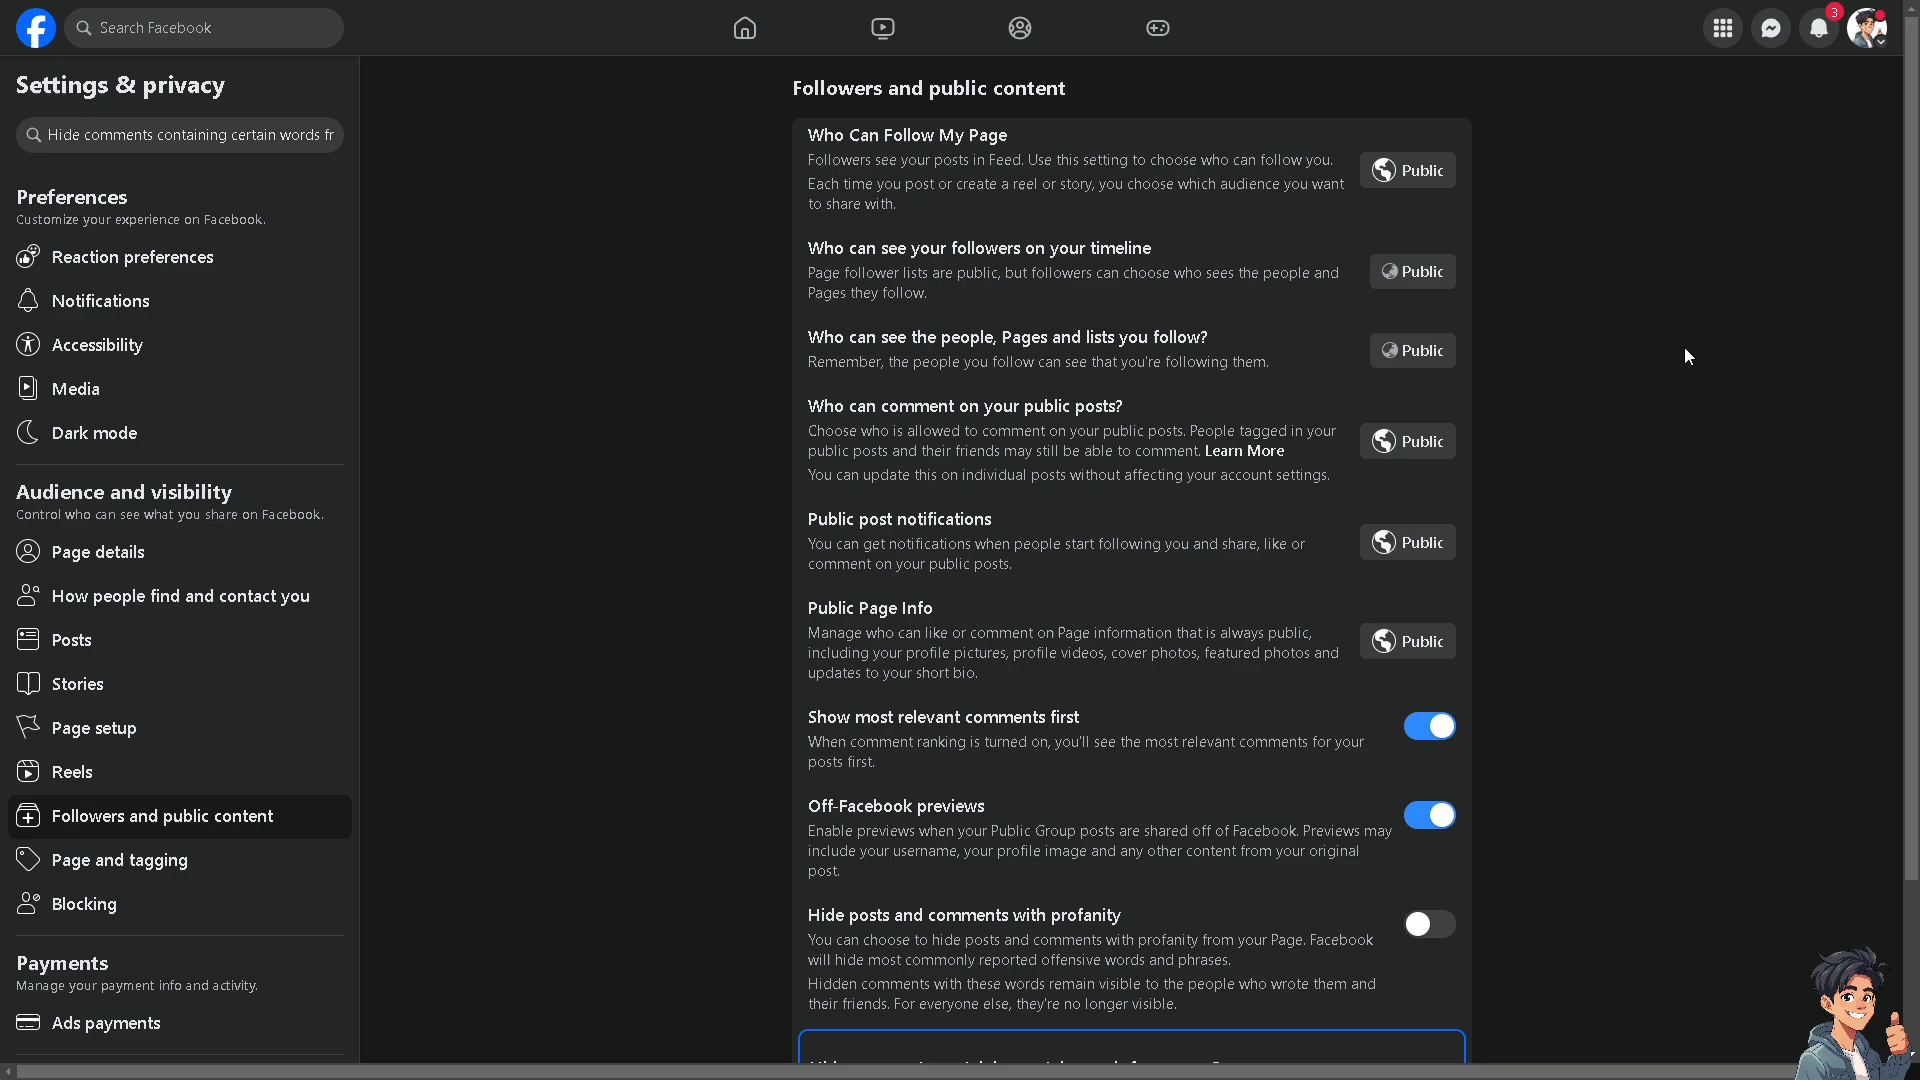 Search Facebook
3
Settings & privacy
Hide comments containing certain words fr
Preferences
Customize your experience on Facebook.
Reaction preferences
Notifications
Accessibility
Media
Dark mode
Audience and visibility
Control who can see what you share on Facebook.
Page details
How people find and contact you
Posts
Stories
Page setup
Reels
Followers and public content
Page and tagging
Blocking
Payments
Manage your payment info and activity.
Ads payments
Followers and public content
Who Can Follow My Page
Followers see your posts in Feed. Use this setting to choose who can follow you.
Each time you post or create a reel or story, you choose which audience you want
to share with.
Public
Who can see your followers on your timeline
Page follower lists are public, but followers can choose who sees the people and
Pages they follow.
Public
Who can see the people, Pages and lists you follow?
Remember, the people you follow can see that you're following them.
Public
Who can comment on your public posts?
Choose who is allowed to comment on your public posts. People tagged in your
public posts and their friends may still be able to comment. Learn More
You can update this on individual posts without affecting your account settings.
Public
Public post notifications
You can get notifications when people start following you and share, like or
comment on your public posts.
Public
Public Page Info
Manage who can like or comment on Page information that is always public,
including your profile pictures, profile videos, cover photos, featured photos and
updates to your short bio.
Public
Show most relevant comments first
When comment ranking is turned on, you'll see the most relevant comments for your
posts first.
Off-Facebook previews
Enable previews when your Public Group posts are shared off of Facebook. Previews may
include your username, your profile image and any other content from your original
post.
Hide posts and comments with profanity
You can choose to hide posts and comments with profanity from your Page. Facebook
will hide most commonly reported offensive words and phrases.
Hidden comments with these words remain visible to the people who wrote them and
their friends. For everyone else, they're no longer visible.